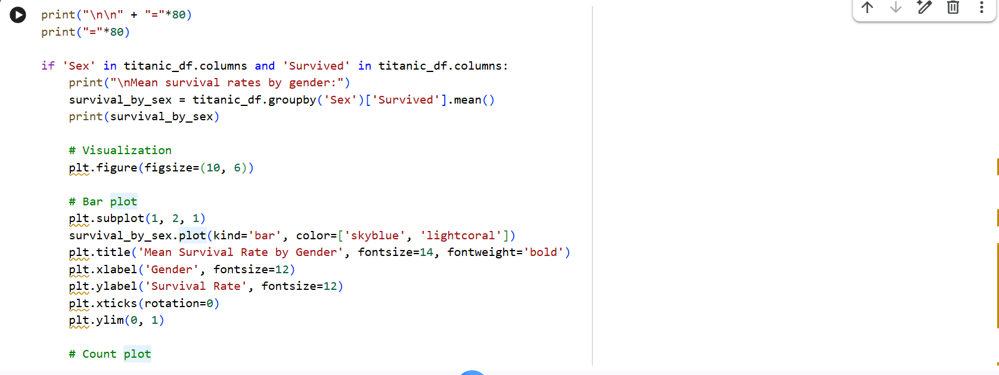 print("\n\n" + "="*80)
print("="*80)

if 'Sex' in titanic_df.columns and 'Survived' in titanic_df.columns:
    print("\nMean survival rates by gender:")
    survival_by_sex = titanic_df.groupby('Sex')['Survived'].mean()
    print(survival_by_sex)

    # Visualization
    plt.figure(figsize=(10, 6))

    # Bar plot
    plt.subplot(1, 2, 1)
    survival_by_sex.plot(kind='bar', color=['skyblue', 'lightcoral'])
    plt.title('Mean Survival Rate by Gender', fontsize=14, fontweight='bold')
    plt.xlabel('Gender', fontsize=12)
    plt.ylabel('Survival Rate', fontsize=12)
    plt.xticks(rotation=0)
    plt.ylim(0, 1)

    # Count plot